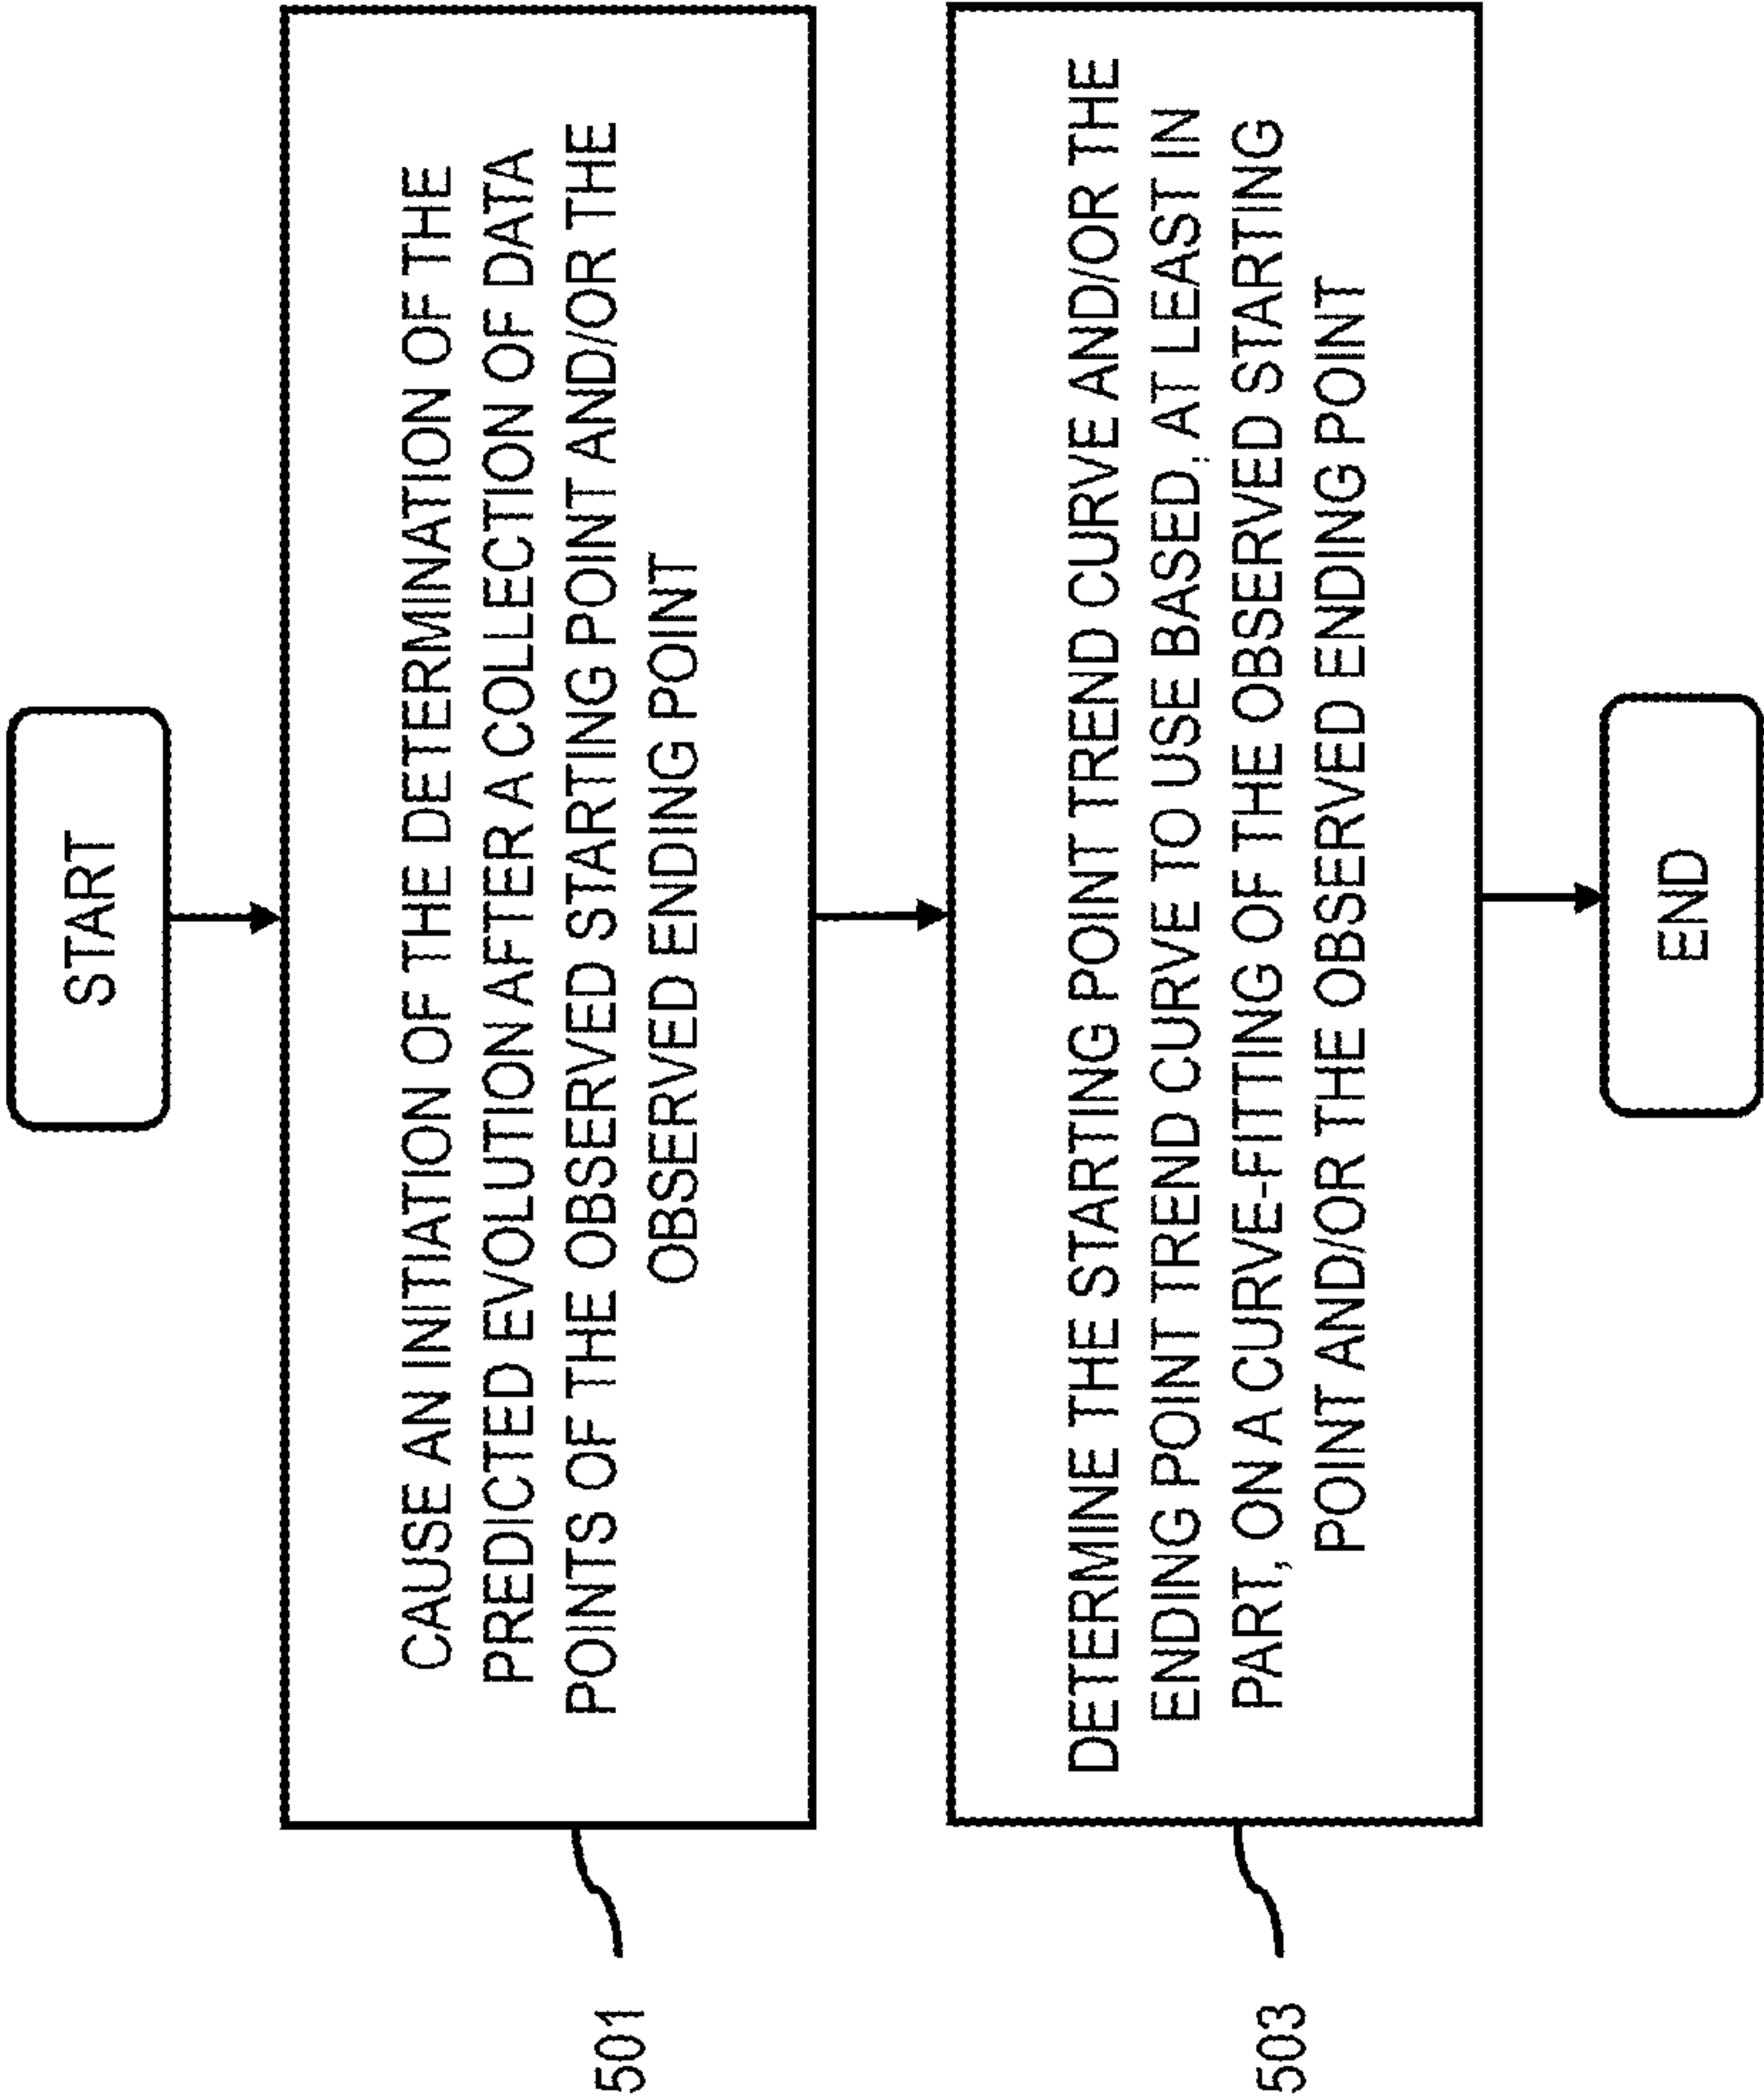 START
CAUSE AN INITIATION OF THE DETERMINATION OF THE
PREDICTED EVOLUTION AFTER A COLLECTION OF DATA
POINTS OF THE OBSERVED STARTING POINT AND/OR THE
OBSERVED ENDING POINT
501
DETERMINE THE STARTING POINT TREND CURVE AND/OR THE
ENDING POINT TREND CURVE TO USE BASED, AT LEAST IN
PART, ON A CURVE-FITTING OF THE OBSERVED STARTING
POINT AND/OR THE OBSERVED ENDING POINT
503
END